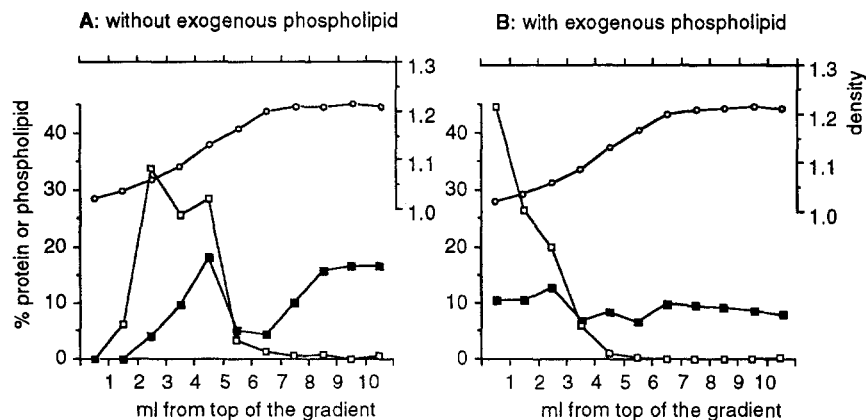 A: without exogenous phospholipid
B: with exogenous phospholipid
1.3
1.2
1.1
1.0
40
30
20
10
0
% protein or phospholipid
1 2 3 4 5 6 7 8 9 10
ml from top of the gradient
density
1.3
1.2
1.1
1.0
40
30
20
10
0
1 2 3 4 5 6 7 8 9 10
ml from top of the gradient